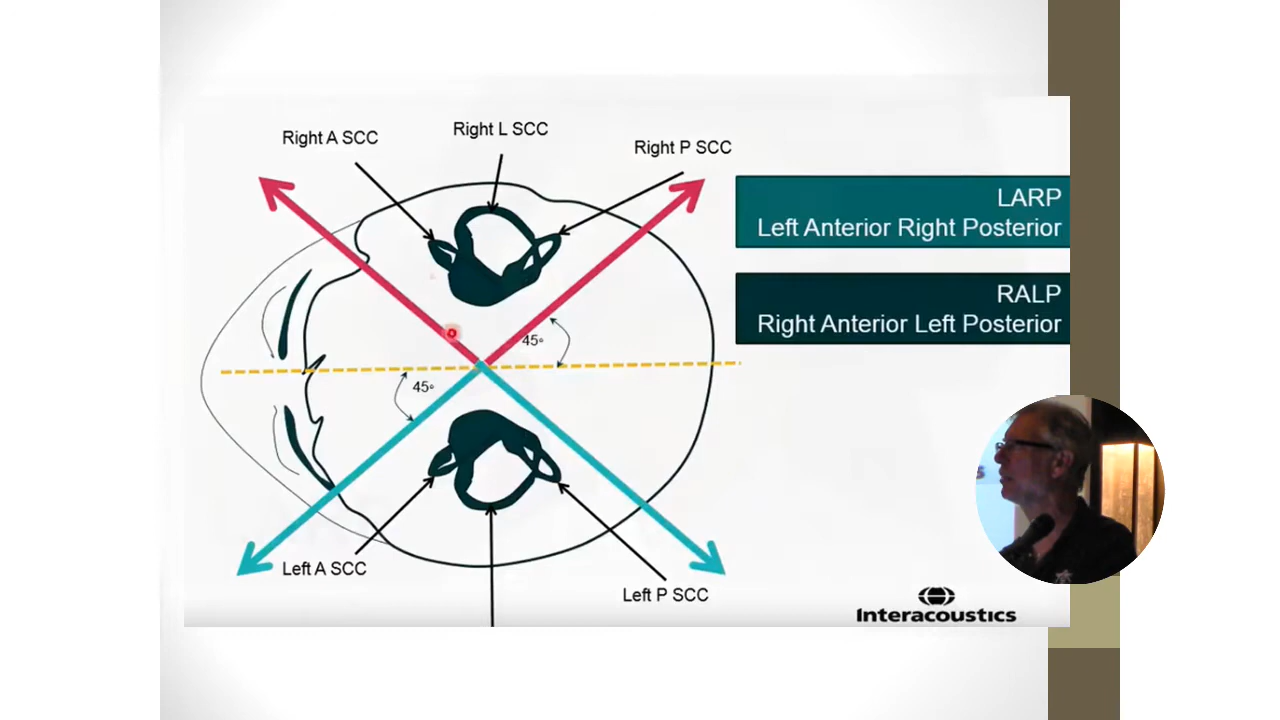 Right A SCC
Right L SCC
Right P SCC
LARP
Left Anterior Right Posterior
RALP
Right Anterior Left Posterior
45°
45°
Left A SCC
Left P SCC
Interacoustics